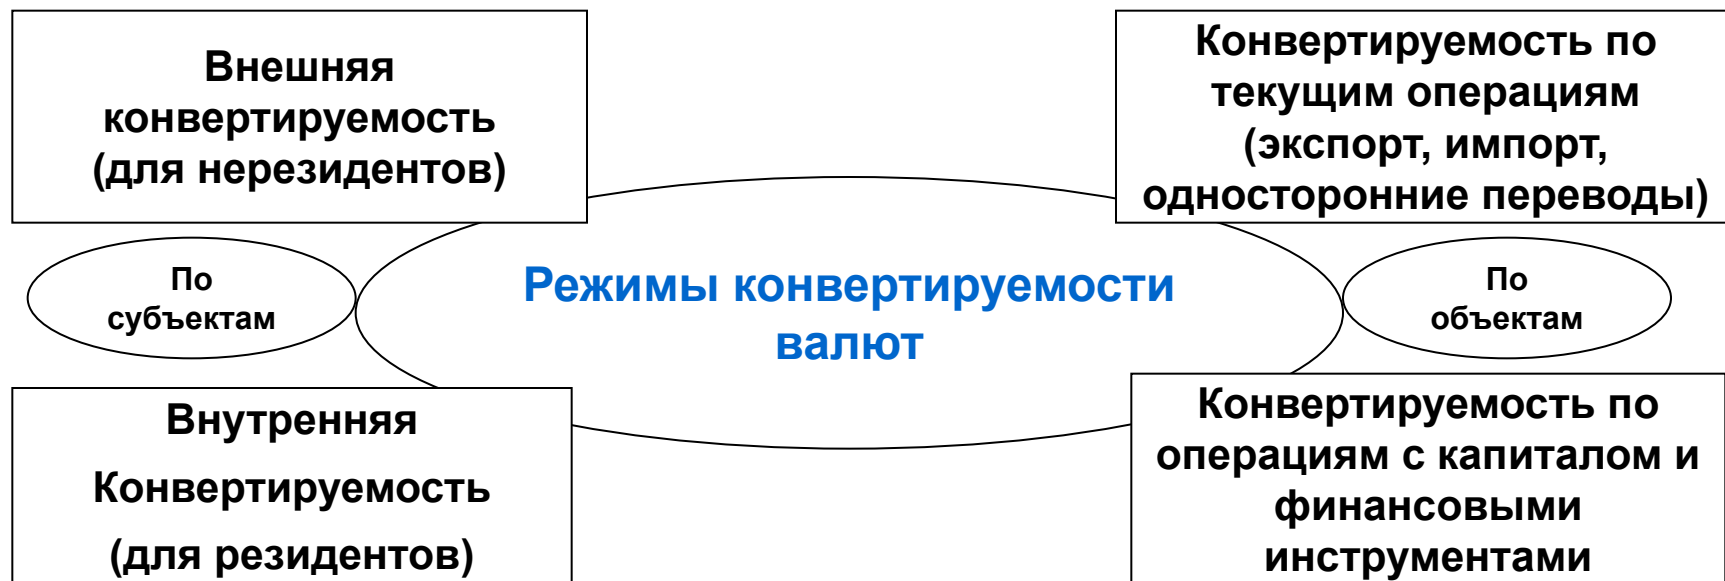 Внешняя
конвертируемость
(для нерезидентов)
Конвертируемость по
текущим операциям
(экспорт, импорт,
односторонние переводы)
По
субъектам
Режимы конвертируемости
валют
По
объектам
Внутренняя
Конвертируемость
(для резидентов)
Конвертируемость по
операциям с капиталом и
финансовыми
инструментами